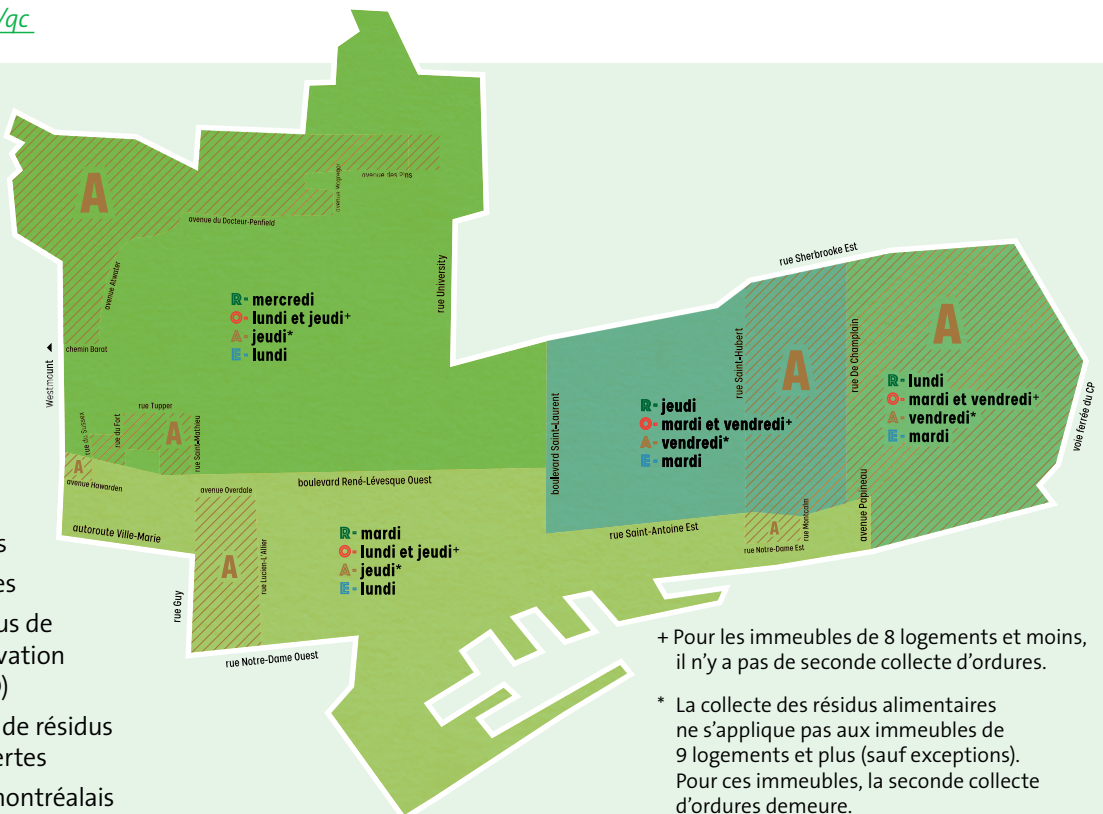 /qc
A
avenue des Pins
avenue McGregor
avenue du Docteur-Penfield
avenue Atwater
rue University
R - mercredi
O - lundi et jeudi+
A - jeudi*
E - lundi
chemin Barat
Westmount
rue Tupper
rue du Sussex
rue du Fort
A
rue Saint-Mathieu
A
avenue Hawarden
avenue Overdale
boulevard René-Lévesque Ouest
autoroute Ville-Marie
A
rue Guy
rue Lucien-L'Allier
rue Notre-Dame Ouest
R - mardi
O - lundi et jeudi+
A - jeudi*
E - lundi
rue Sherbrooke Est
boulevard Saint-Laurent
rue Saint-Hubert
A
rue De Champlain
R - jeudi
O - mardi et vendredi+
A - vendredi*
E - mardi
A
R - lundi
O - mardi et vendredi+
A - vendredi*
E - mardi
voie ferrée du CP
rue Saint-Antoine Est
A
rue Montcalm
avenue Papineau
rue Notre-Dame Est
s
es
us de
vation
)
de résidus
ertes
montréalais
+ Pour les immeubles de 8 logements et moins,
il n'y a pas de seconde collecte d'ordures.
* La collecte des résidus alimentaires
ne s'applique pas aux immeubles de
9 logements et plus (sauf exceptions).
Pour ces immeubles, la seconde collecte
d'ordures demeure.